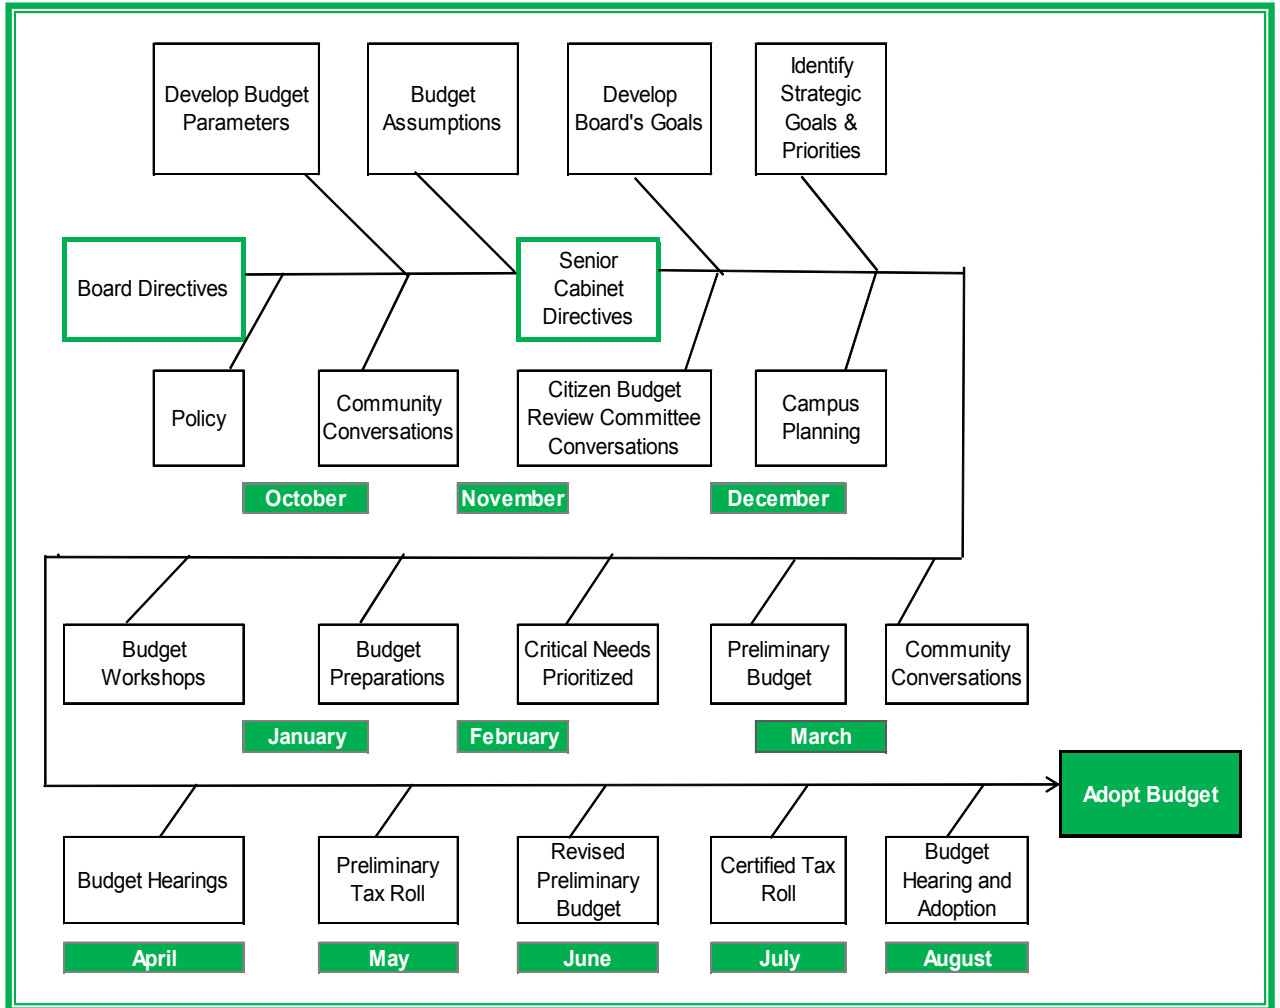 Develop Budget
Parameters
Budget
Assumptions
Develop
Board's Goals
Identify
Strategic
Goals &
Priorities
Board Directives
Senior
Cabinet
Directives
Policy
Community
Conversations
Citizen Budget
Review Committee
Conversations
Campus
Planning
October
November
December
Budget
Workshops
Budget
Preparations
Critical Needs
Prioritized
Preliminary
Budget
Community
Conversations
January
February
March
Adopt Budget
Budget Hearings
Preliminary
Tax Roll
Revised
Preliminary
Budget
Certified Tax
Roll
Budget
Hearing and
Adoption
April
May
June
July
August